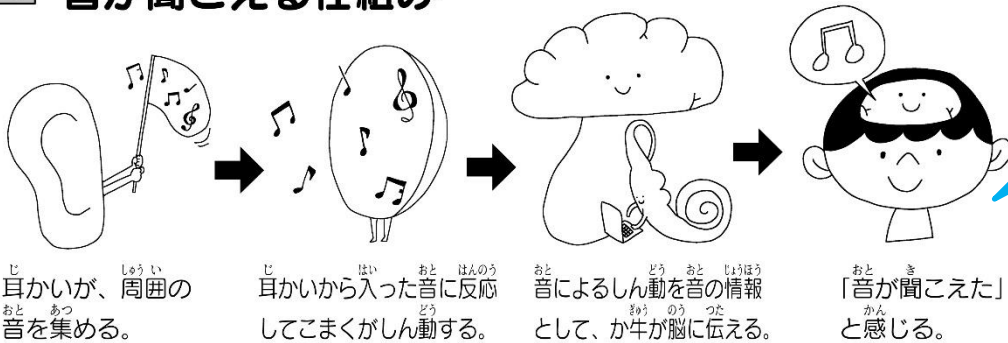 音が聞こえる仕組み
耳かいが、周囲の
音を集める。
耳かいから入った音に反応
してこまくがしん動する。
音によるしん動を音の情報
として、か牛が脳に伝える。
「音が聞こえた」
と感じる。